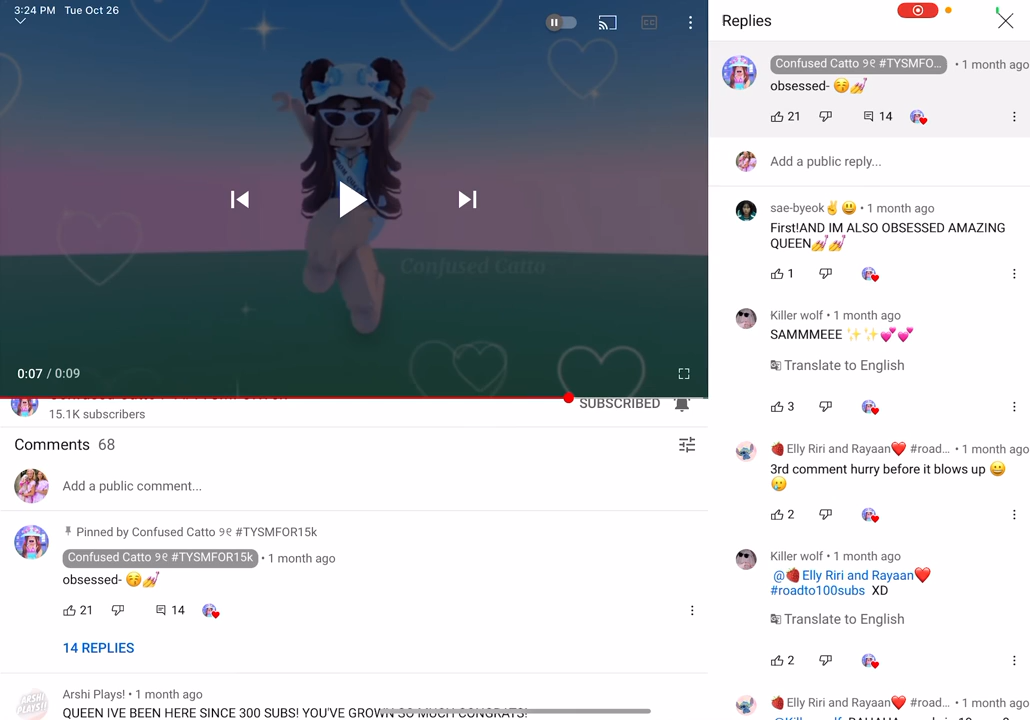 3:24 PM Tue Oct 26
CC
Confused Catto
0:07 / 0:09
SUBSCRIBED
15.1K subscribers
Comments 68
Add a public comment...
Pinned by Confused Catto ୨୧ #TYSMFOR15k
Confused Catto ୨୧ #TYSMFOR15k • 1 month ago
obsessed- 😚💅
21
14
14 REPLIES
Arshi Plays! • 1 month ago
QUEEN IVE BEEN HERE SINCE 300 SUBS! YOU'VE GROWN SO MUCH CONGRATS!
ARSHI
PLAYS!
Replies
Confused Catto ୨୧ #TYSMFO... • 1 month ago
obsessed- 😚💅
21
14
Add a public reply...
sae-byeok✌️😃 • 1 month ago
First!AND IM ALSO OBSESSED AMAZING
QUEEN💅💅
1
Killer wolf • 1 month ago
SAMMMEEE ✨✨💕💕
Translate to English
3
🍓Elly Riri and Rayaan❤️ #road... • 1 month ago
3rd comment hurry before it blows up 😀
🥲
2
Killer wolf • 1 month ago
@🍓Elly Riri and Rayaan❤️
#roadto100subs XD
Translate to English
2
🍓Elly Riri and Rayaan❤️ #road... • 1 month ago